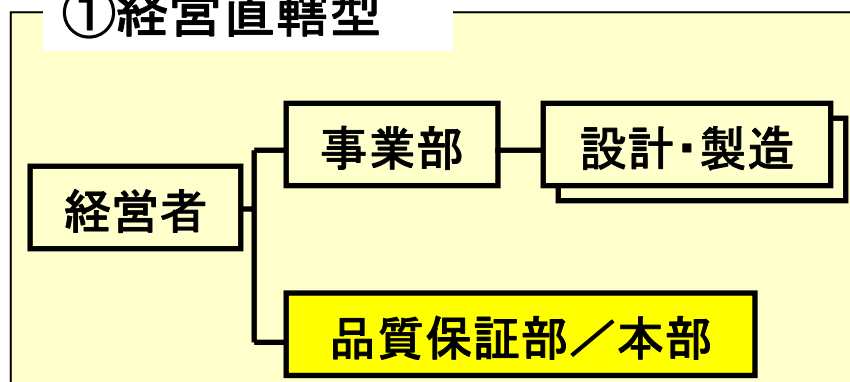 ①経営直轄型
事業部
設計・製造
経営者
品質保証部／本部